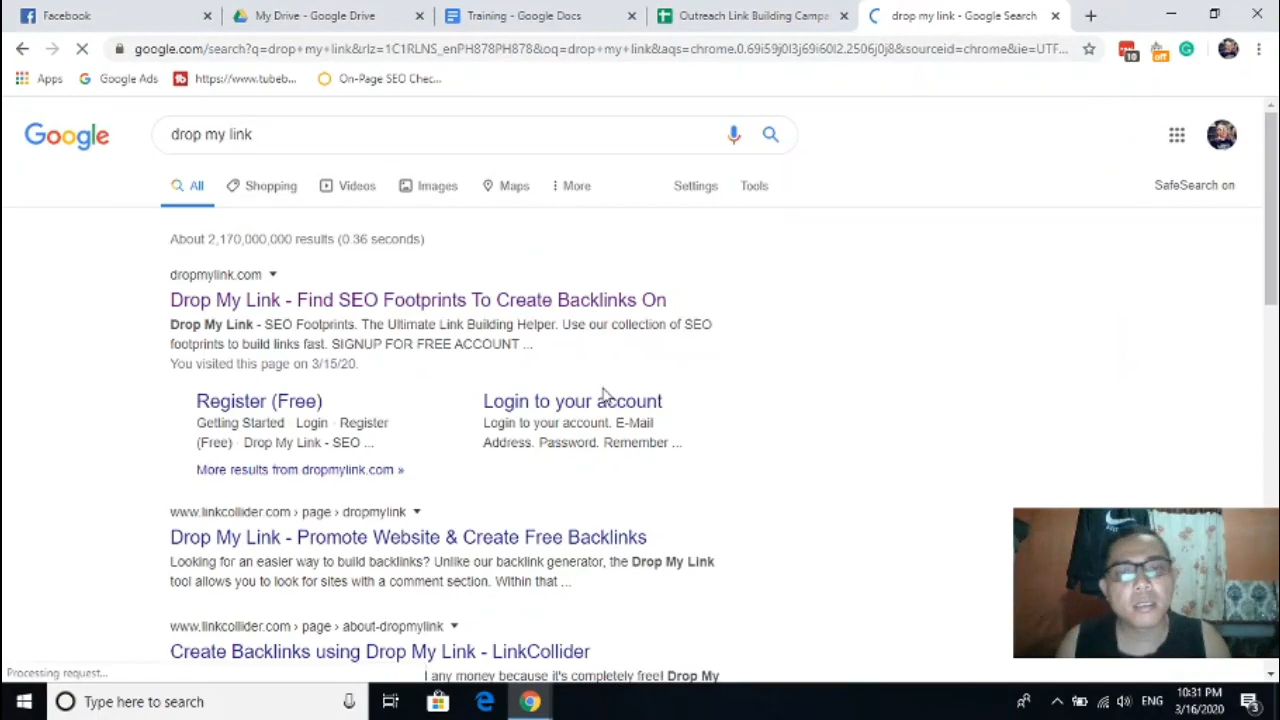 Facebook
My Drive - Google Drive
Training - Google Docs
Outreach Link Building Campa
drop my link - Google Search
google.com/search?q=drop+my+link&rlz=1C1RLNS_enPH878PH878&oq=drop+my+link&aqs=chrome.0.69i59j0l3j69i60l2.2506j0j8&sourceid=chrome&ie=UTF...
10
off
Apps
Google Ads
https://www.tubeb...
On-Page SEO Chec...
Google
drop my link
All
Shopping
Videos
Images
Maps
More
Settings
Tools
SafeSearch on
About 2,170,000,000 results (0.36 seconds)
dropmylink.com
Drop My Link - Find SEO Footprints To Create Backlinks On
Drop My Link - SEO Footprints. The Ultimate Link Building Helper. Use our collection of SEO
footprints to build links fast. SIGNUP FOR FREE ACCOUNT ...
You visited this page on 3/15/20.
Register (Free)
Getting Started · Login · Register
(Free) · Drop My Link - SEO ...
Login to your account
Login to your account. E-Mail
Address. Password. Remember ...
More results from dropmylink.com »
www.linkcollider.com › page › dropmylink
Drop My Link - Promote Website & Create Free Backlinks
Looking for an easier way to build backlinks? Unlike our backlink generator, the Drop My Link
tool allows you to look for sites with a comment section. Within that ...
www.linkcollider.com › page › about-dropmylink
Create Backlinks using Drop My Link - LinkCollider
any money because it's completely free! Drop My
Processing request...
Type here to search
ENG
10:31 PM
3/16/2020
3